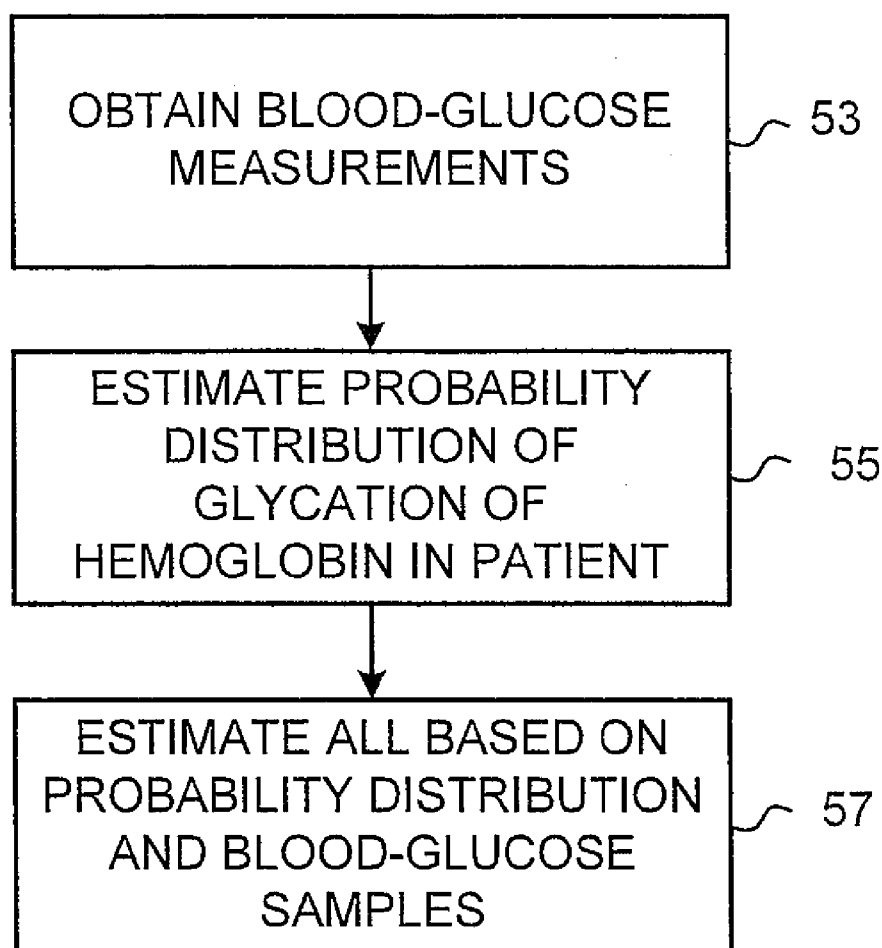 OBTAIN BLOOD-GLUCOSE
MEASUREMENTS
53
ESTIMATE PROBABILITY
DISTRIBUTION OF
GLYCATION OF
HEMOGLOBIN IN PATIENT
55
ESTIMATE ALL BASED ON
PROBABILITY DISTRIBUTION
AND BLOOD-GLUCOSE
SAMPLES
57